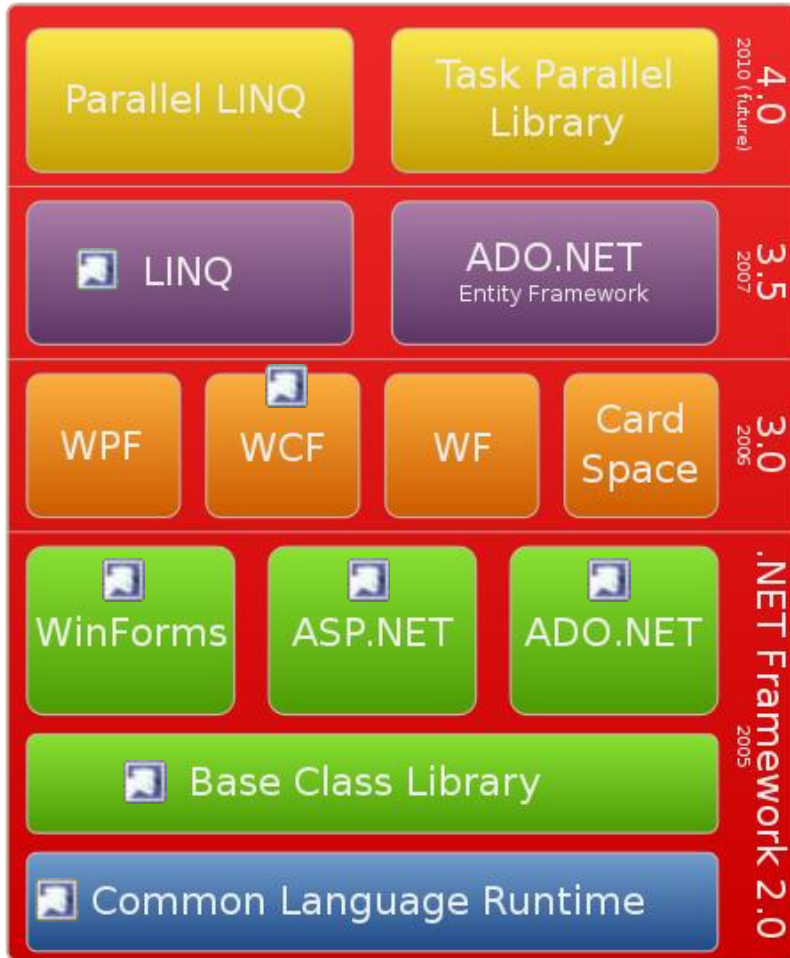 Parallel LINQ
Task Parallel
Library
4.0
2010 (future)
LINQ
ADO.NET
Entity Framework
3.5
2007
WPF
WCF
WF
Card
Space
3.0
2006
WinForms
ASP.NET
ADO.NET
Base Class Library
Common Language Runtime
.NET Framework 2.0
2005